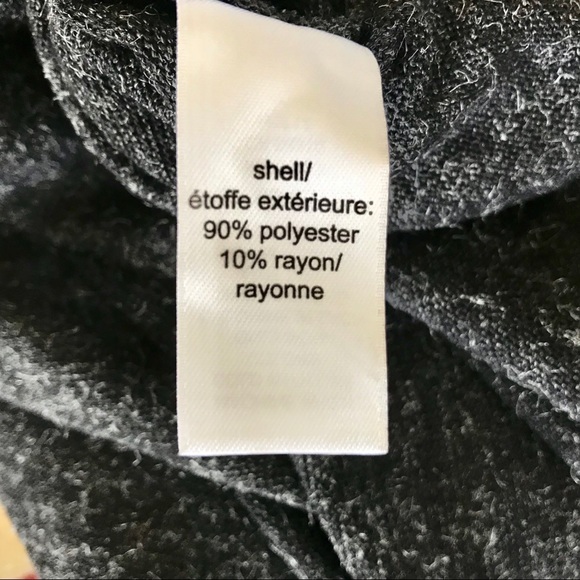 shell/
étoffe extérieure:
90% polyester
10% rayon/
rayonne